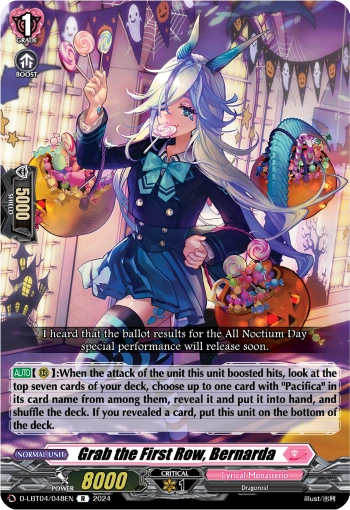 1
GRADE
BOOST
5000
SHIELD
I heard that the ballot results for the All Noctium Day
special performance will release soon.
AUTO [ ]:When the attack of the unit this unit boosted hits, look at the
top seven cards of your deck, choose up to one card with "Pacifica" in
its card name from among them, reveal it and put it into hand, and
shuffle the deck. If you revealed a card, put this unit on the bottom of
the deck.
NORMAL UNIT
Grab the First Row, Bernarda
POWER 8000
CRITICAL
1
Lyrical Monasterio
Dragoroid
D-LBT04/048EN R 2024
illust/出利